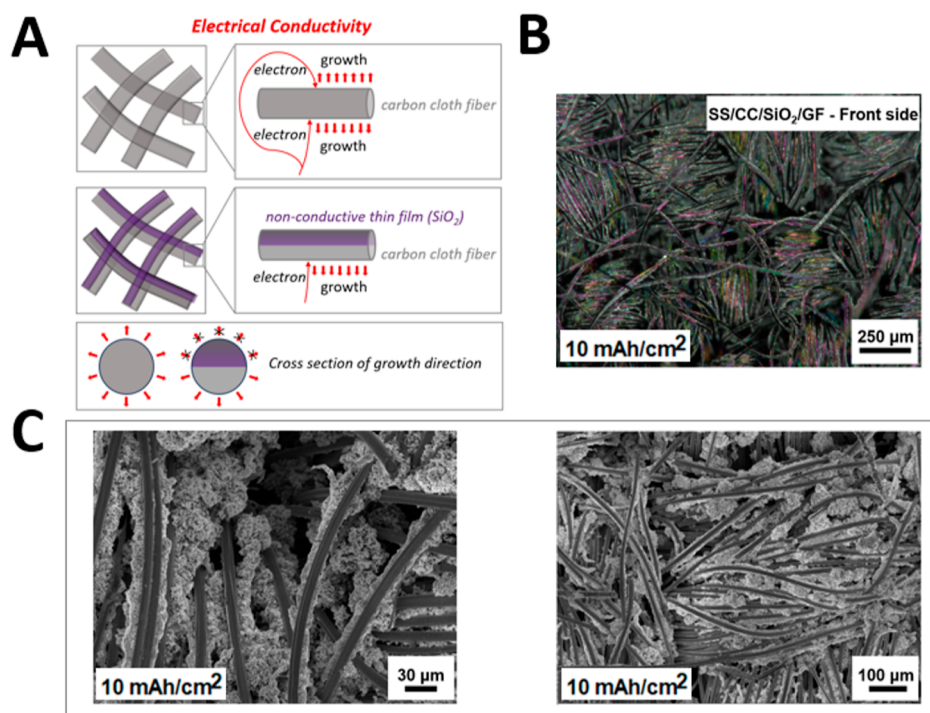 A
Electrical Conductivity
electron
growth
carbon cloth fiber
electron
growth
non-conductive thin film (SiO₂)
carbon cloth fiber
electron
growth
Cross section of growth direction
B
SS/CC/SiO₂/GF - Front side
10 mAh/cm²
250 µm
C
10 mAh/cm²
30 µm
10 mAh/cm²
100 µm